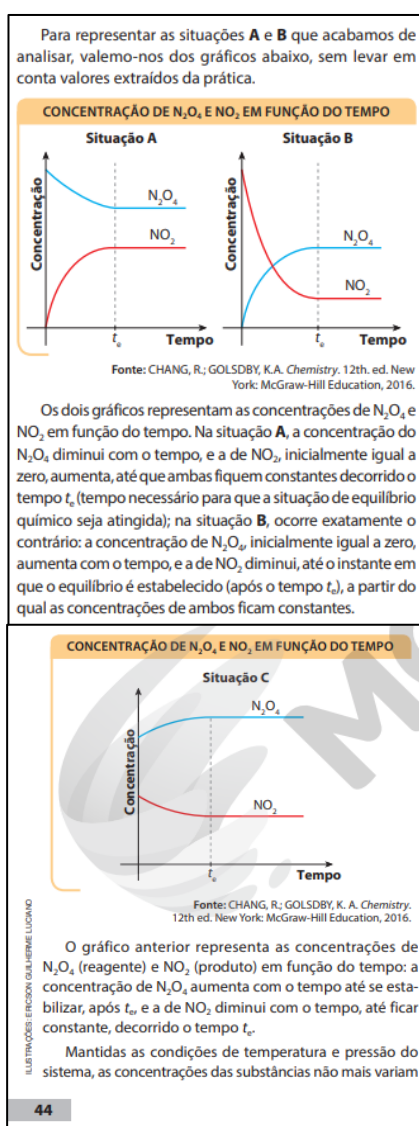 Para representar as situações A e B que acabamos de
analisar, valemo-nos dos gráficos abaixo, sem levar em
conta valores extraídos da prática.
CONCENTRAÇÃO DE N₂O₄ E NO₂ EM FUNÇÃO DO TEMPO
Situação A
Concentração
N₂O₄
NO₂
tₑ
Tempo
Situação B
Concentração
N₂O₄
NO₂
tₑ
Tempo
Fonte: CHANG, R.; GOLSDBY, K.A. Chemistry. 12th. ed. New
York: McGraw-Hill Education, 2016.
Os dois gráficos representam as concentrações de N₂O₄ e
NO₂ em função do tempo. Na situação A, a concentração do
N₂O₄ diminui com o tempo, e a de NO₂, inicialmente igual a
zero, aumenta, até que ambas fiquem constantes decorrido o
tempo tₑ (tempo necessário para que a situação de equilíbrio
químico seja atingida); na situação B, ocorre exatamente o
contrário: a concentração de N₂O₄, inicialmente igual a zero,
aumenta com o tempo, e a de NO₂ diminui, até o instante em
que o equilíbrio é estabelecido (após o tempo tₑ), a partir do
qual as concentrações de ambos ficam constantes.
CONCENTRAÇÃO DE N₂O₄ E NO₂ EM FUNÇÃO DO TEMPO
Situação C
Concentração
N₂O₄
NO₂
tₑ
Tempo
Fonte: CHANG, R.; GOLSDBY, K. A. Chemistry.
12th ed. New York: McGraw-Hill Education, 2016.
ILUSTRAÇÕES: ERICSON GUILHERME LUCIANO
O gráfico anterior representa as concentrações de
N₂O₄ (reagente) e NO₂ (produto) em função do tempo: a
concentração de N₂O₄ aumenta com o tempo até se esta-
bilizar, após tₑ, e a de NO₂ diminui com o tempo, até ficar
constante, decorrido o tempo tₑ.
Mantidas as condições de temperatura e pressão do
sistema, as concentrações das substâncias não mais variam
44